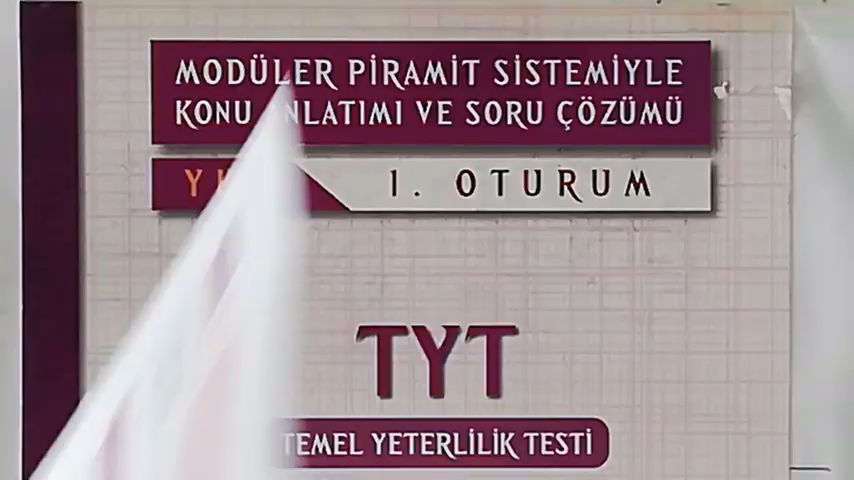 MODÜLER PİRAMİT SİSTEMİYLE
KONU ANLATIMI VE SORU ÇÖZÜMÜ
1. OTURUM
TYT
TEMEL YETERLİLİK TESTİ